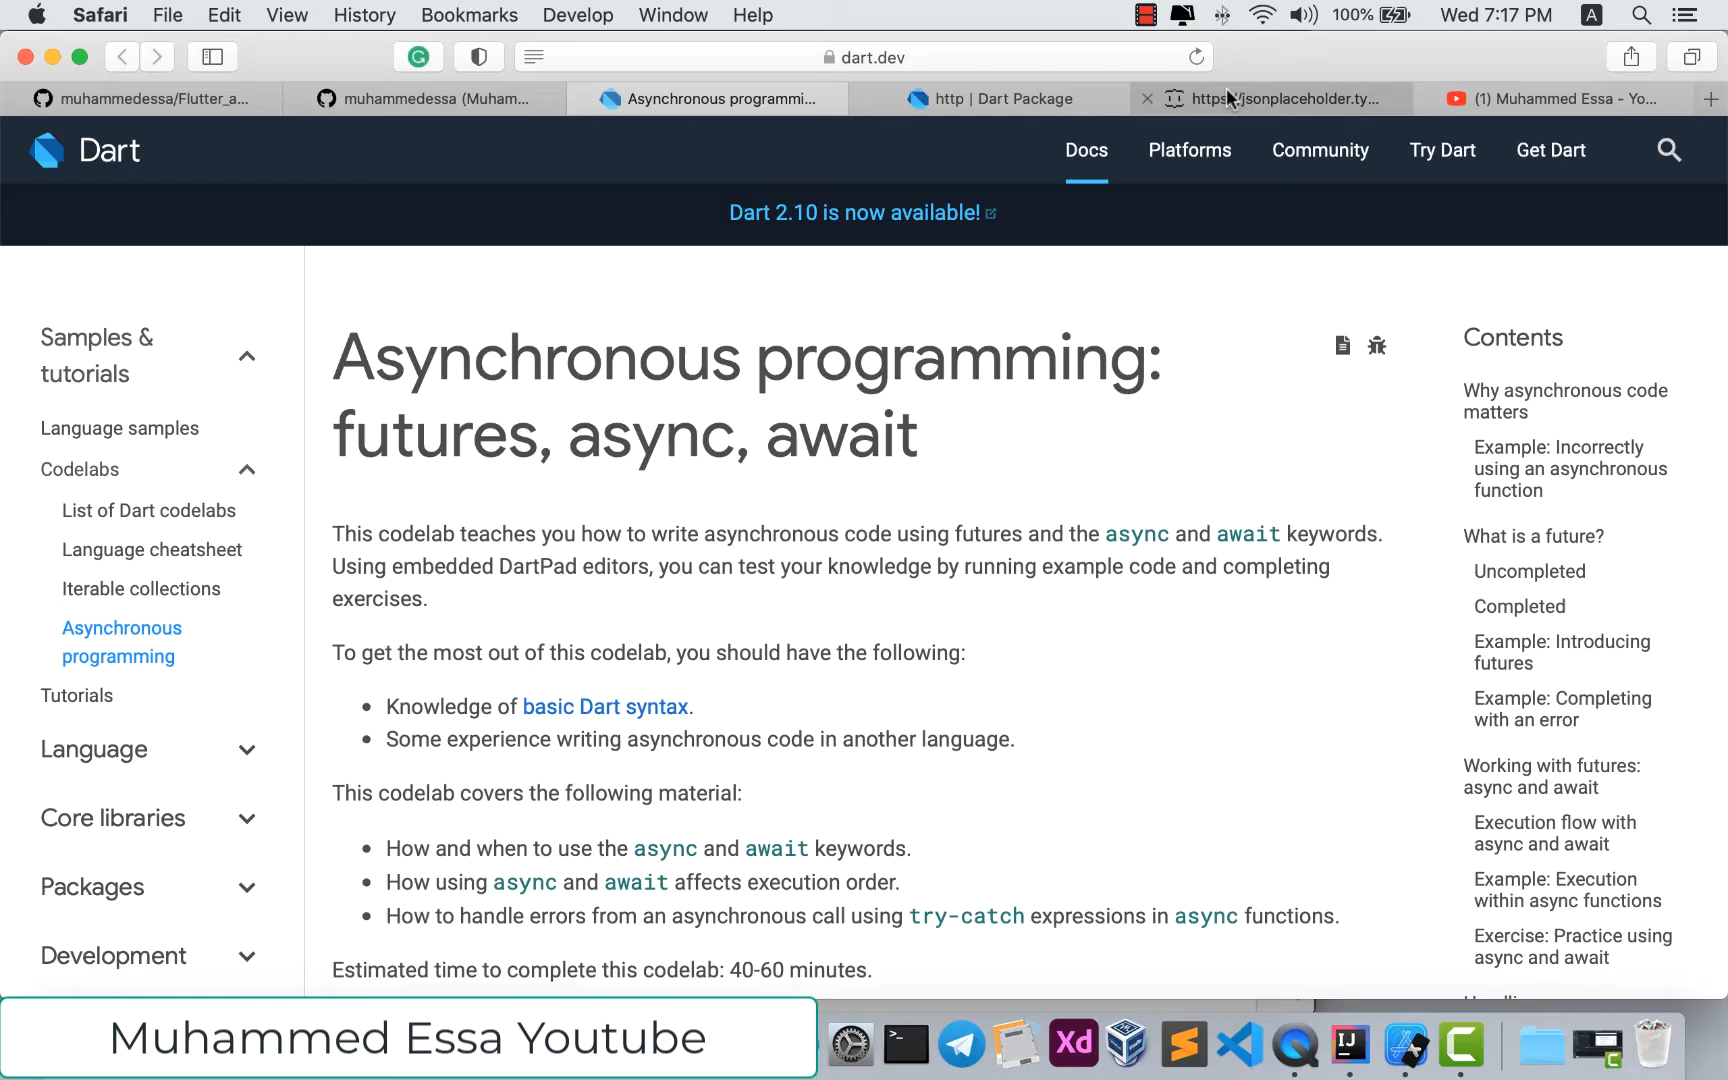 Safari File Edit View History Bookmarks Develop Window Help 100% Wed 7:17 PM A
dart.dev
muhammedessa/Flutter_a...
muhammedessa (Muham...
Asynchronous programmi...
http | Dart Package
https://jsonplaceholder.ty...
(1) Muhammed Essa - Yo...
Dart
Docs Platforms Community Try Dart Get Dart
Dart 2.10 is now available!
Samples &
tutorials
Language samples
Codelabs
List of Dart codelabs
Language cheatsheet
Iterable collections
Asynchronous
programming
Tutorials
Language
Core libraries
Packages
Development
Asynchronous programming:
futures, async, await
This codelab teaches you how to write asynchronous code using futures and the async and await keywords.
Using embedded DartPad editors, you can test your knowledge by running example code and completing
exercises.
To get the most out of this codelab, you should have the following:
• Knowledge of basic Dart syntax.
• Some experience writing asynchronous code in another language.
This codelab covers the following material:
• How and when to use the async and await keywords.
• How using async and await affects execution order.
• How to handle errors from an asynchronous call using try-catch expressions in async functions.
Estimated time to complete this codelab: 40-60 minutes.
Contents
Why asynchronous code
matters
Example: Incorrectly
using an asynchronous
function
What is a future?
Uncompleted
Completed
Example: Introducing
futures
Example: Completing
with an error
Working with futures:
async and await
Execution flow with
async and await
Example: Execution
within async functions
Exercise: Practice using
async and await
Muhammed Essa Youtube
Xd
IJ